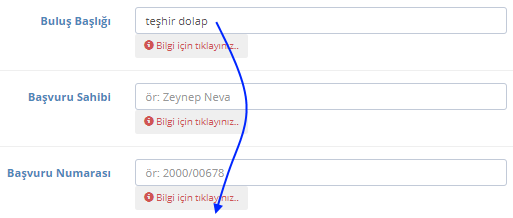 Buluş Başlığı
teşhir dolap
Bilgi için tıklayınız..
Başvuru Sahibi
ör: Zeynep Neva
Bilgi için tıklayınız..
Başvuru Numarası
ör: 2000/00678
Bilgi için tıklayınız..